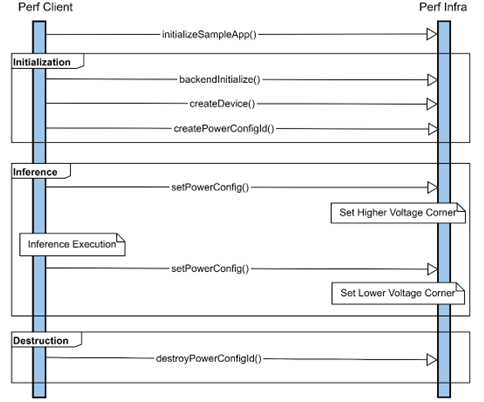 Perf Client
Perf Infra
initializeSampleApp()
Initialization
backendInitialize()
createDevice()
createPowerConfigId()
Inference
setPowerConfig()
Set Higher Voltage Corner
Inference Execution
setPowerConfig()
Set Lower Voltage Corner
Destruction
destroyPowerConfigId()